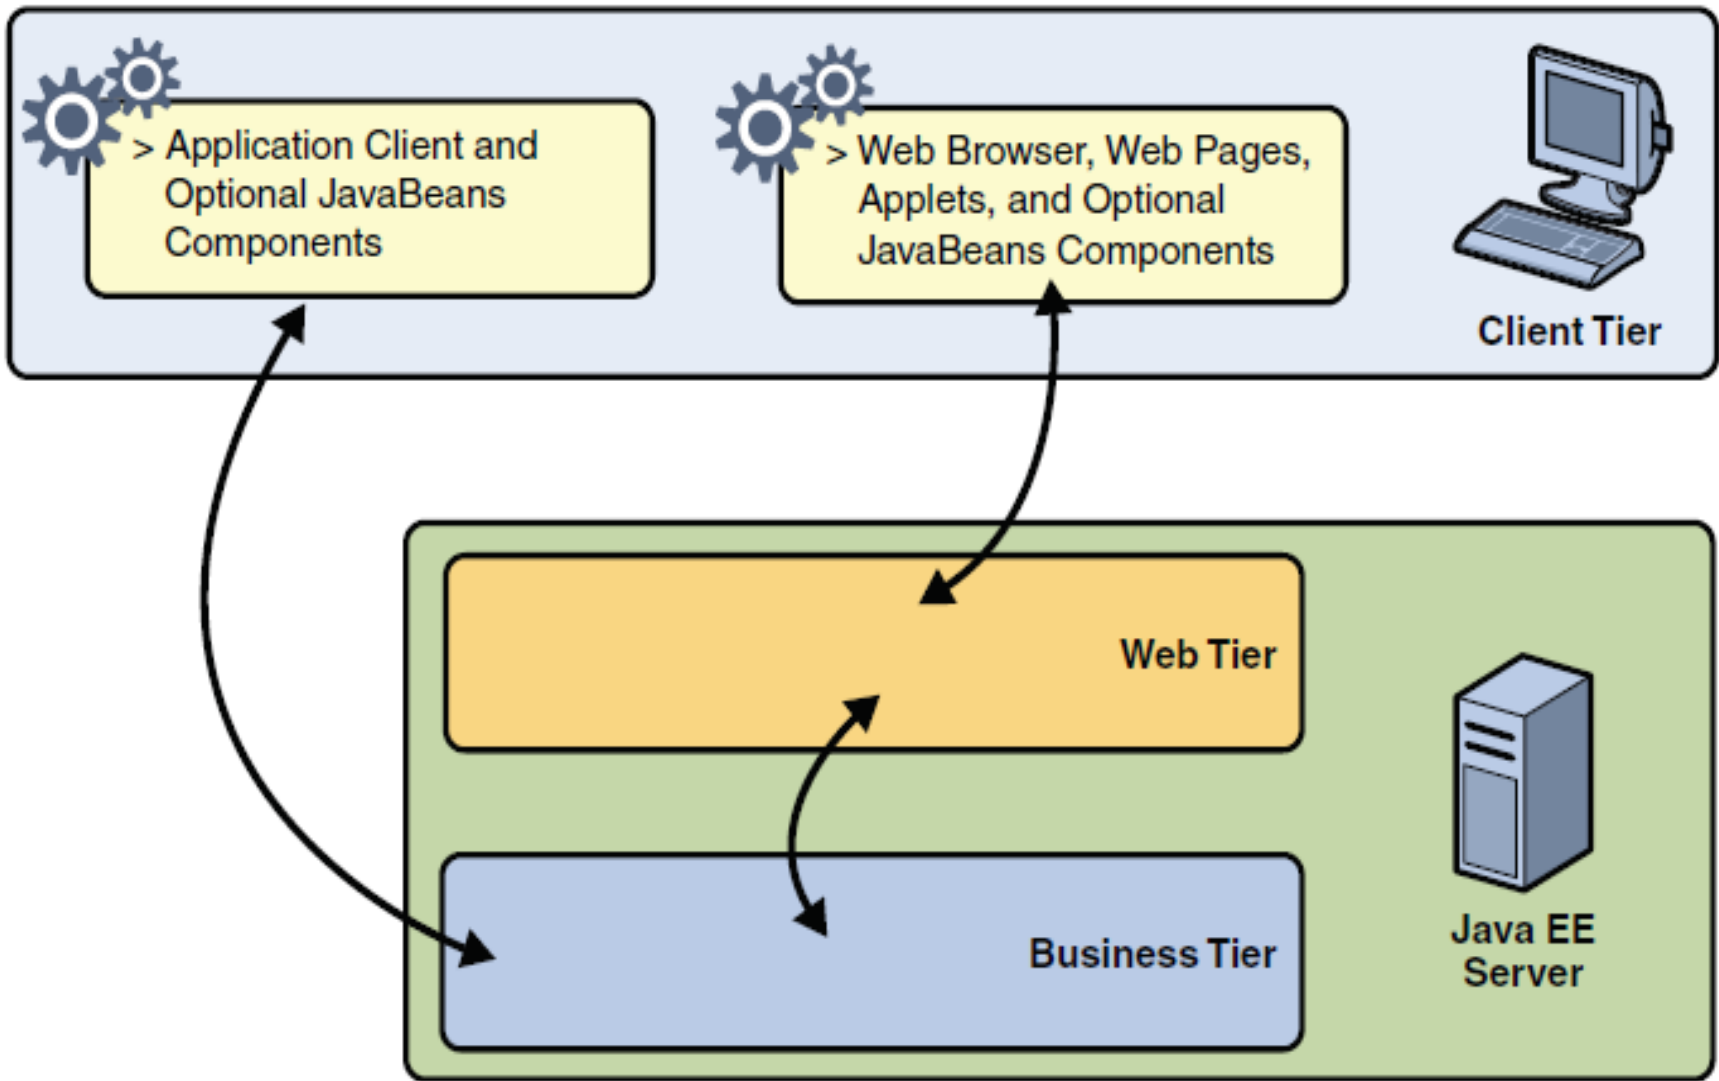 > Application Client and
Optional JavaBeans
Components
> Web Browser, Web Pages,
Applets, and Optional
JavaBeans Components
Client Tier
Web Tier
Business Tier
Java EE
Server